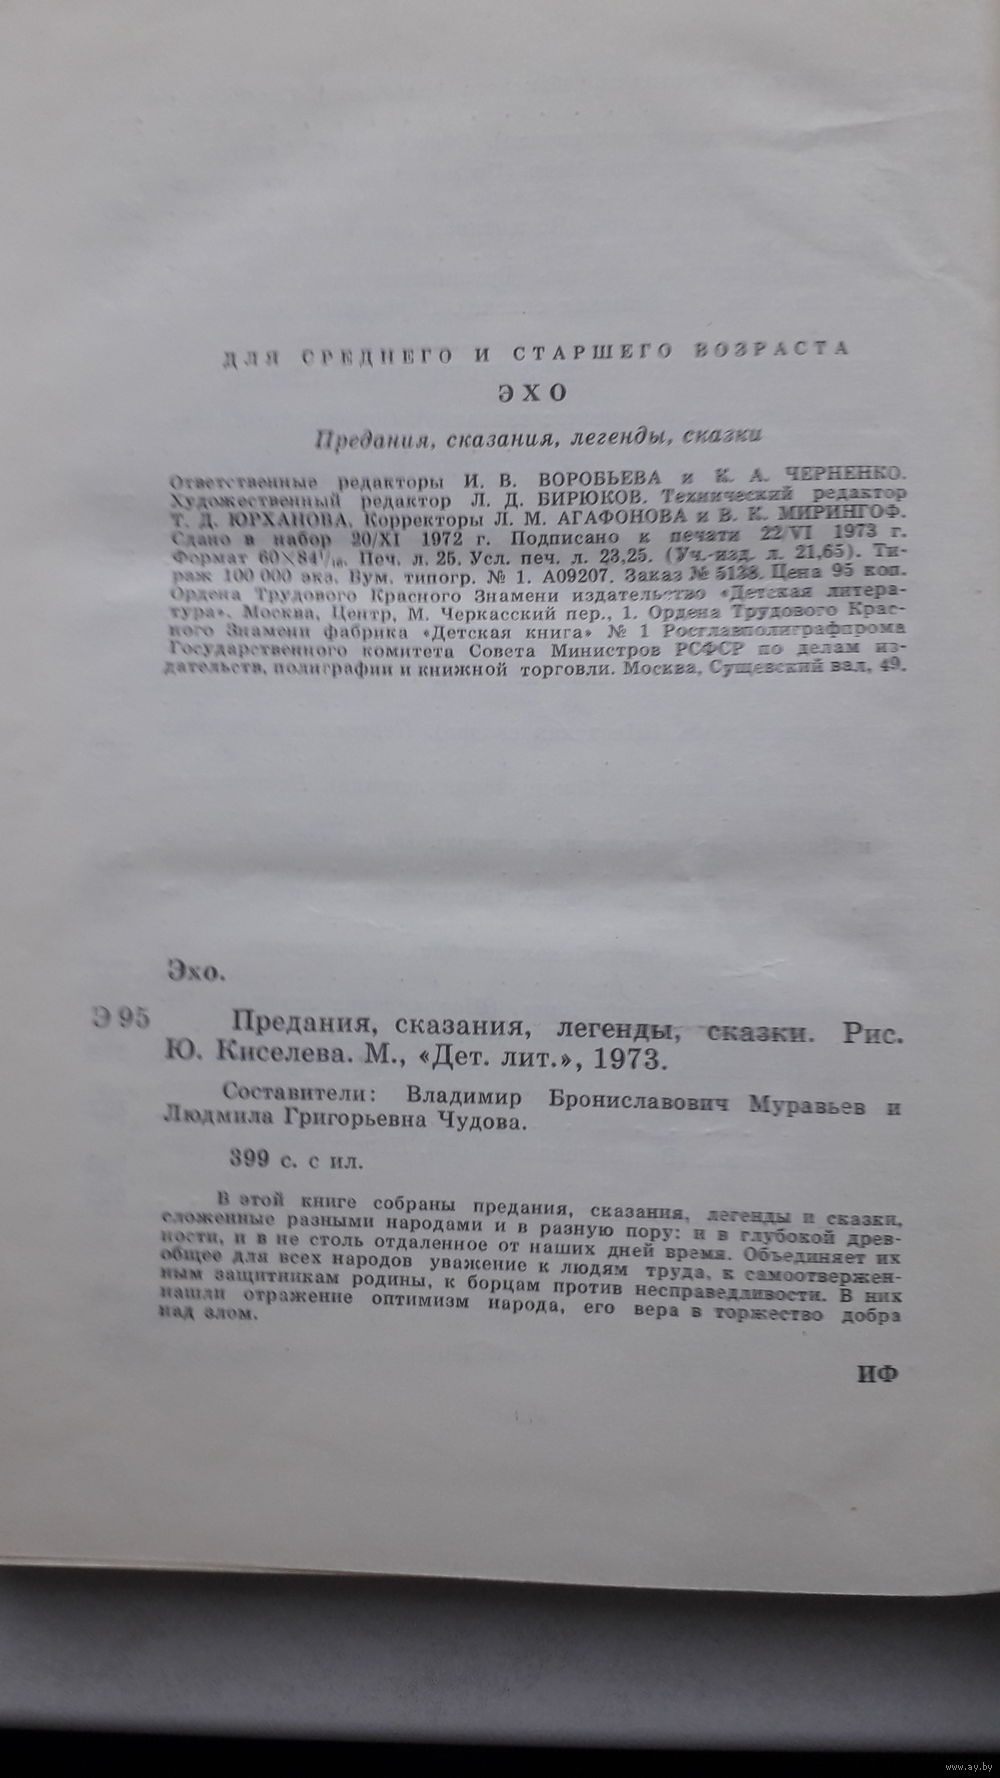 ДЛЯ СРЕДНЕГО И СТАРШЕГО ВОЗРАСТА
ЭХО
Предания, сказания, легенды, сказки
Ответственные редакторы И. В. ВОРОБЬЕВА и К. А. ЧЕРНЕНКО.
Художественный редактор Л. Д. БИРЮКОВ. Технический редактор
Т. Д. ЮРХАНОВА. Корректоры Л. М. АГАФОНОВА и В. К. МИРИНГОФ.
Сдано в набор 20/XI 1972 г. Подписано к печати 22/VI 1973 г.
Формат 60×84¹/₁₆. Печ. л. 25. Усл. печ. л. 23,25. (Уч.-изд. л. 21,65). Ти-
раж 100 000 экз. Бум. типогр. № 1. А09207. Заказ № 5138. Цена 95 коп.
Ордена Трудового Красного Знамени издательство «Детская литера-
тура». Москва, Центр, М. Черкасский пер., 1. Ордена Трудового Крас-
ного Знамени фабрика «Детская книга» № 1 Росглавполиграфпрома
Государственного комитета Совета Министров РСФСР по делам из-
дательств, полиграфии и книжной торговли. Москва, Сущевский вал, 49.
Эхо.
Э 95 Предания, сказания, легенды, сказки. Рис.
Ю. Киселева. М., «Дет. лит.», 1973.
Составители: Владимир Брониславович Муравьев и
Людмила Григорьевна Чудова.
399 с. с ил.
В этой книге собраны предания, сказания, легенды и сказки,
сложенные разными народами и в разную пору: и в глубокой древ-
ности, и в не столь отдаленное от наших дней время. Объединяет их
общее для всех народов уважение к людям труда, к самоотвержен-
ным защитникам родины, к борцам против несправедливости. В них
нашли отражение оптимизм народа, его вера в торжество добра
над злом.
ИФ
www.ay.by